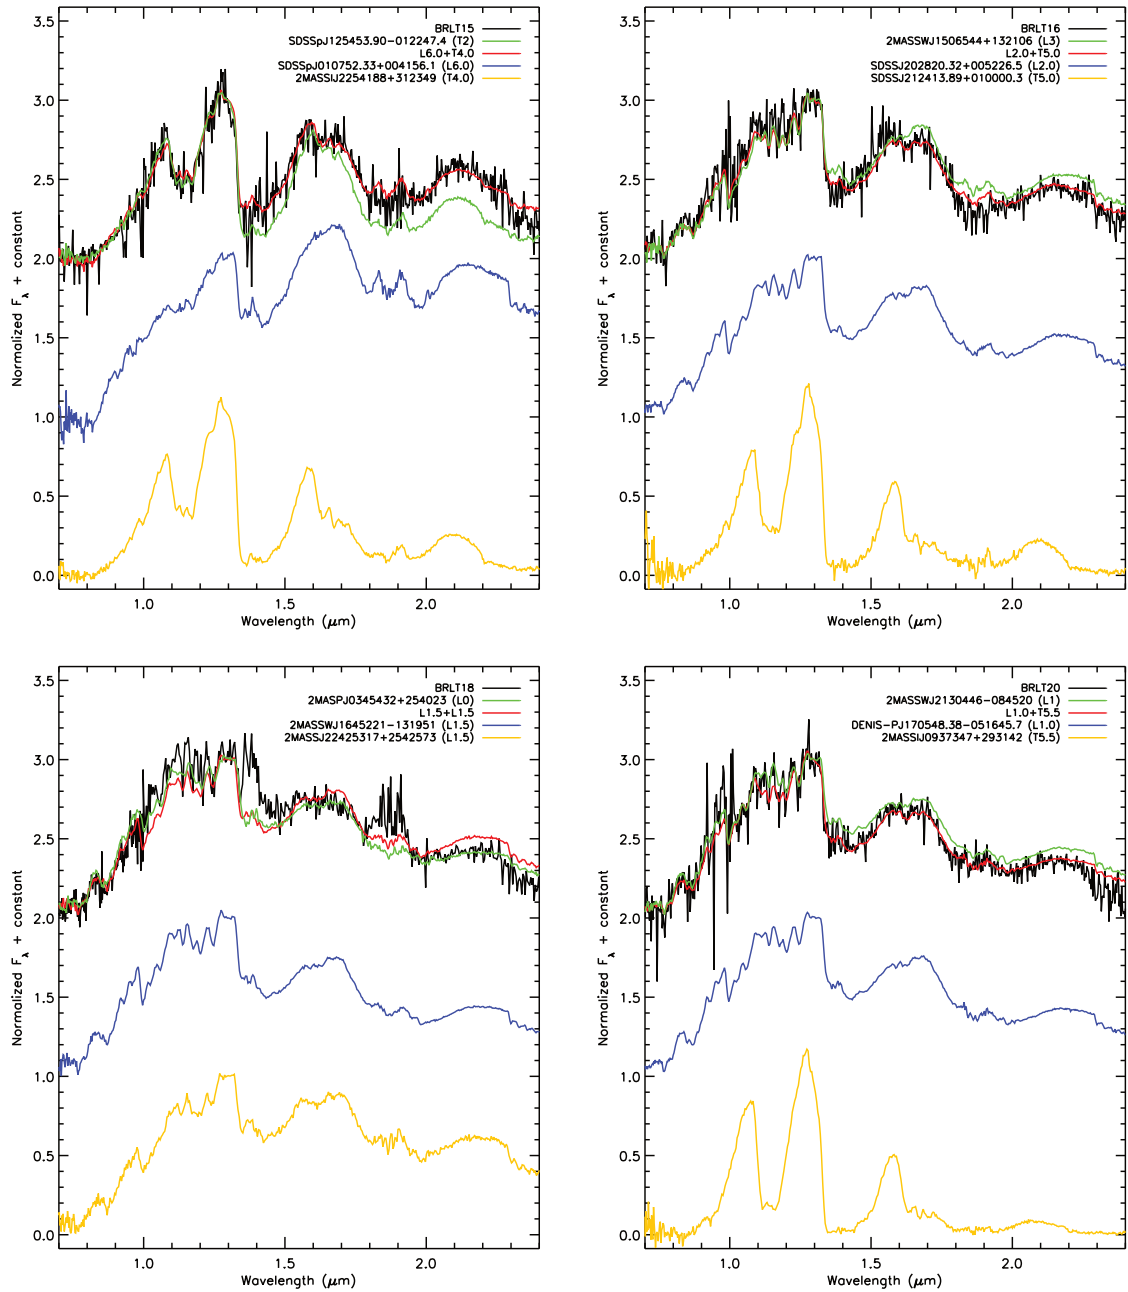 BRLT15
SDSSpJ125453.90-012247.4 (T2)
L6.0+T4.0
SDSSpJ010752.33+004156.1 (L6.0)
2MASSIJ2254188+312349 (T4.0)
3.5
3.0
2.5
2.0
1.5
1.0
0.5
0.0
Normalized Fλ + constant
1.0 1.5 2.0
Wavelength (μm)
BRLT16
2MASSWJ1506544+132106 (L3)
L2.0+T5.0
SDSSJ202820.32+005226.5 (L2.0)
SDSSJ212413.89+010000.3 (T5.0)
3.5
3.0
2.5
2.0
1.5
1.0
0.5
0.0
Normalized Fλ + constant
1.0 1.5 2.0
Wavelength (μm)
BRLT18
2MASPJ0345432+254023 (L0)
L1.5+L1.5
2MASSWJ1645221-131951 (L1.5)
2MASSJ22425317+2542573 (L1.5)
3.5
3.0
2.5
2.0
1.5
1.0
0.5
0.0
Normalized Fλ + constant
1.0 1.5 2.0
Wavelength (μm)
BRLT20
2MASSWJ2130446-084520 (L1)
L1.0+T5.5
DENIS-PJ170548.38-051645.7 (L1.0)
2MASSIJ0937347+293142 (T5.5)
3.5
3.0
2.5
2.0
1.5
1.0
0.5
0.0
Normalized Fλ + constant
1.0 1.5 2.0
Wavelength (μm)